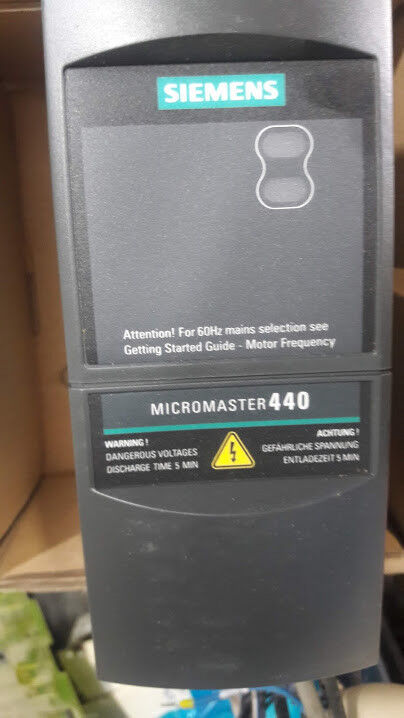 SIEMENS
Attention! For 60Hz mains selection see
Getting Started Guide - Motor Frequency
MICROMASTER 440
WARNING !
DANGEROUS VOLTAGES
DISCHARGE TIME 5 MIN
ACHTUNG !
GEFÄHRLICHE SPANNUNG
ENTLADEZEIT 5 MIN